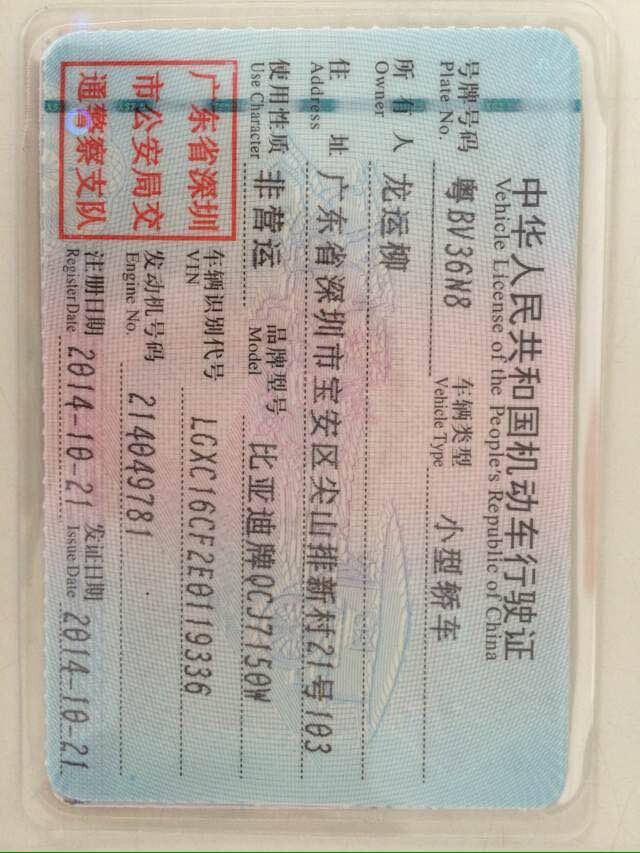 中华人民共和国机动车行驶证
Vehicle License of the People's Republic of China
号牌号码 粤BV36N8 车辆类型 小型轿车
Plate No. Vehicle Type
所有人 龙运柳
Owner
住址 广东省深圳市宝安区尖山排新村21号103
Address
使用性质 非营运 品牌型号 比亚迪牌QCJ7150W
Use Character Model
广东省深圳
市公安局交
通警察支队
车辆识别代号 LGXC16CF2E0119336
VIN
发动机号码 214049781
Engine No.
注册日期 2014-10-21 发证日期 2014-10-21
Register Date Issue Date